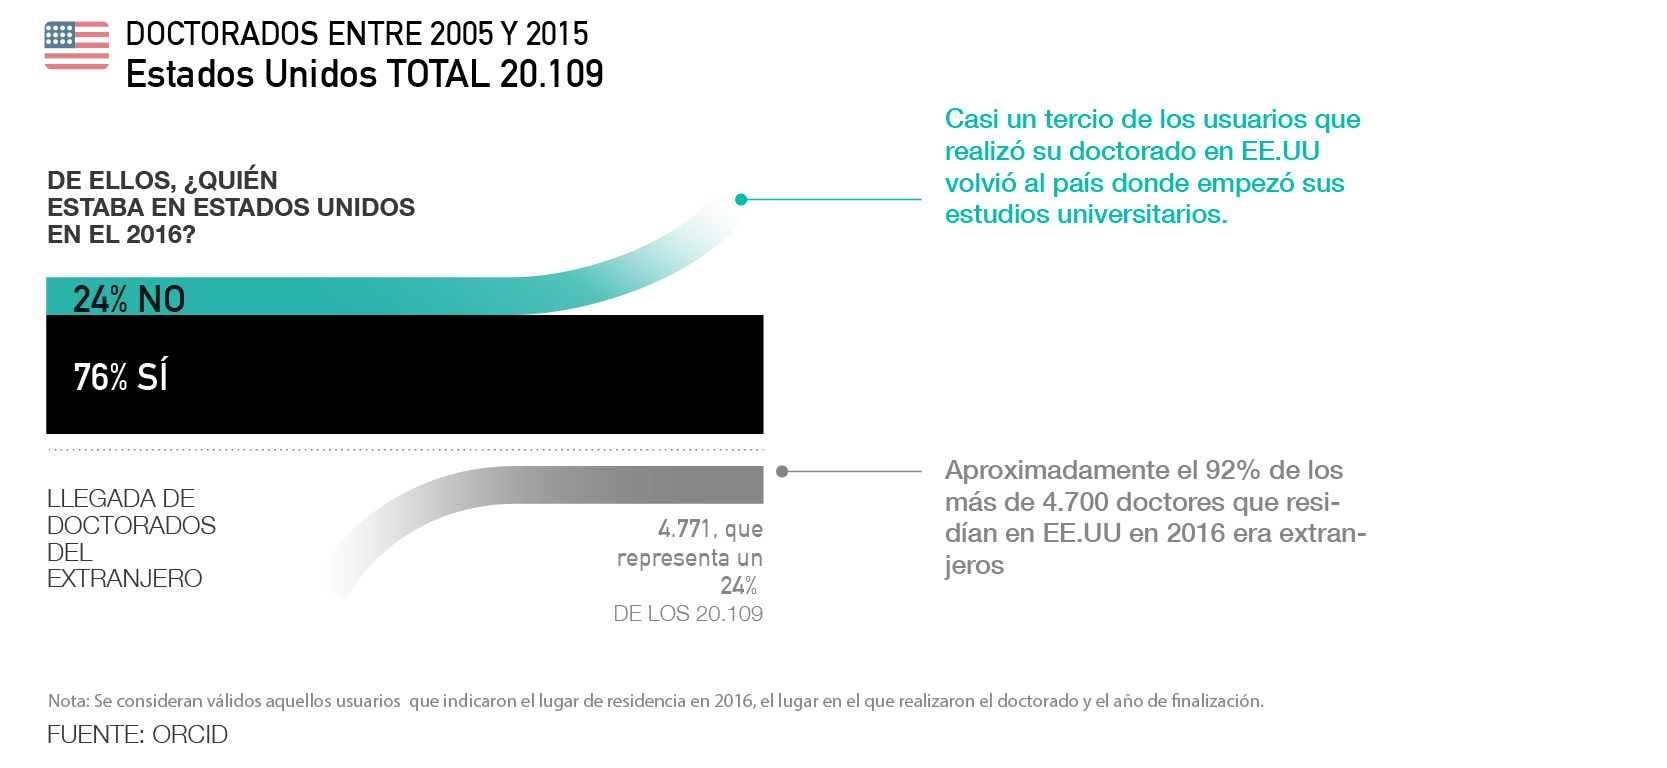 DOCTORADOS ENTRE 2005 Y 2015
Estados Unidos TOTAL 20.109
DE ELLOS, ¿QUIÉN
ESTABA EN ESTADOS UNIDOS
EN EL 2016?
24% NO
76% SÍ
Casi un tercio de los usuarios que
realizó su doctorado en EE.UU
volvió al país donde empezó sus
estudios universitarios.
LLEGADA DE
DOCTORADOS
DEL
EXTRANJERO
4.771, que
representa un
24%
DE LOS 20.109
Aproximadamente el 92% de los
más de 4.700 doctores que resi-
dían en EE.UU en 2016 era extran-
jeros
Nota: Se consideran válidos aquellos usuarios  que indicaron el lugar de residencia en 2016, el lugar en el que realizaron el doctorado y el año de finalización.
FUENTE: ORCID